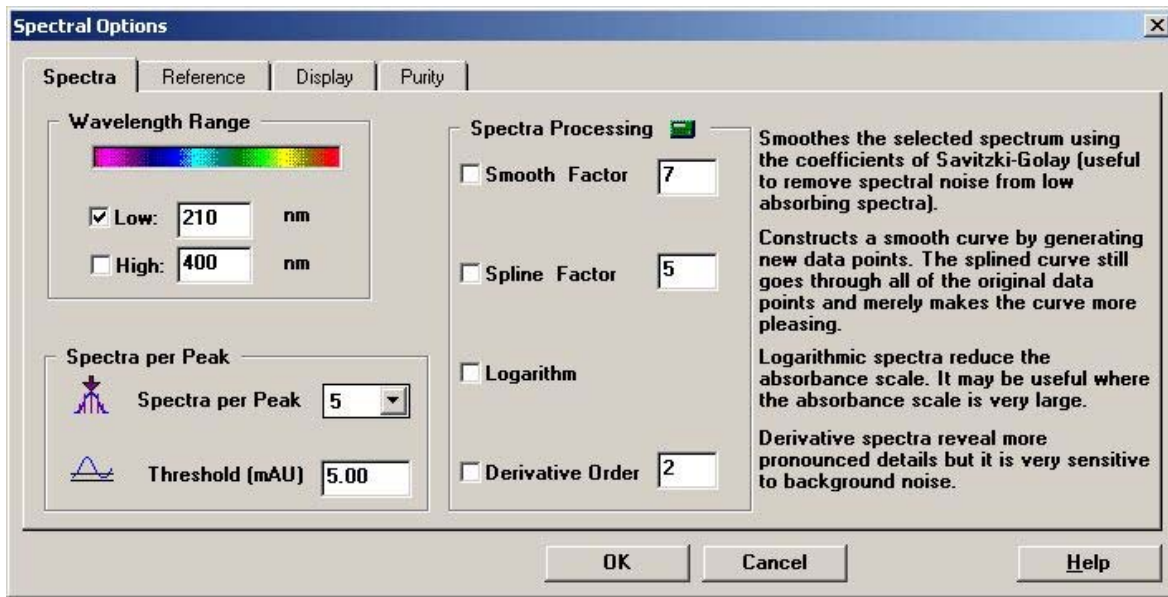 Spectral Options
Spectra
Reference
Display
Purity
Wavelength Range
Low: 210 nm
High: 400 nm
Spectra per Peak
Spectra per Peak 5
Threshold (mAU) 5.00
Spectra Processing
Smooth Factor 7
Spline Factor 5
Logarithm
Derivative Order 2
Smoothes the selected spectrum using
the coefficients of Savitzki-Golay (useful
to remove spectral noise from low
absorbing spectra).
Constructs a smooth curve by generating
new data points. The splined curve still
goes through all of the original data
points and merely makes the curve more
pleasing.
Logarithmic spectra reduce the
absorbance scale. It may be useful where
the absorbance scale is very large.
Derivative spectra reveal more
pronounced details but it is very sensitive
to background noise.
OK
Cancel
Help